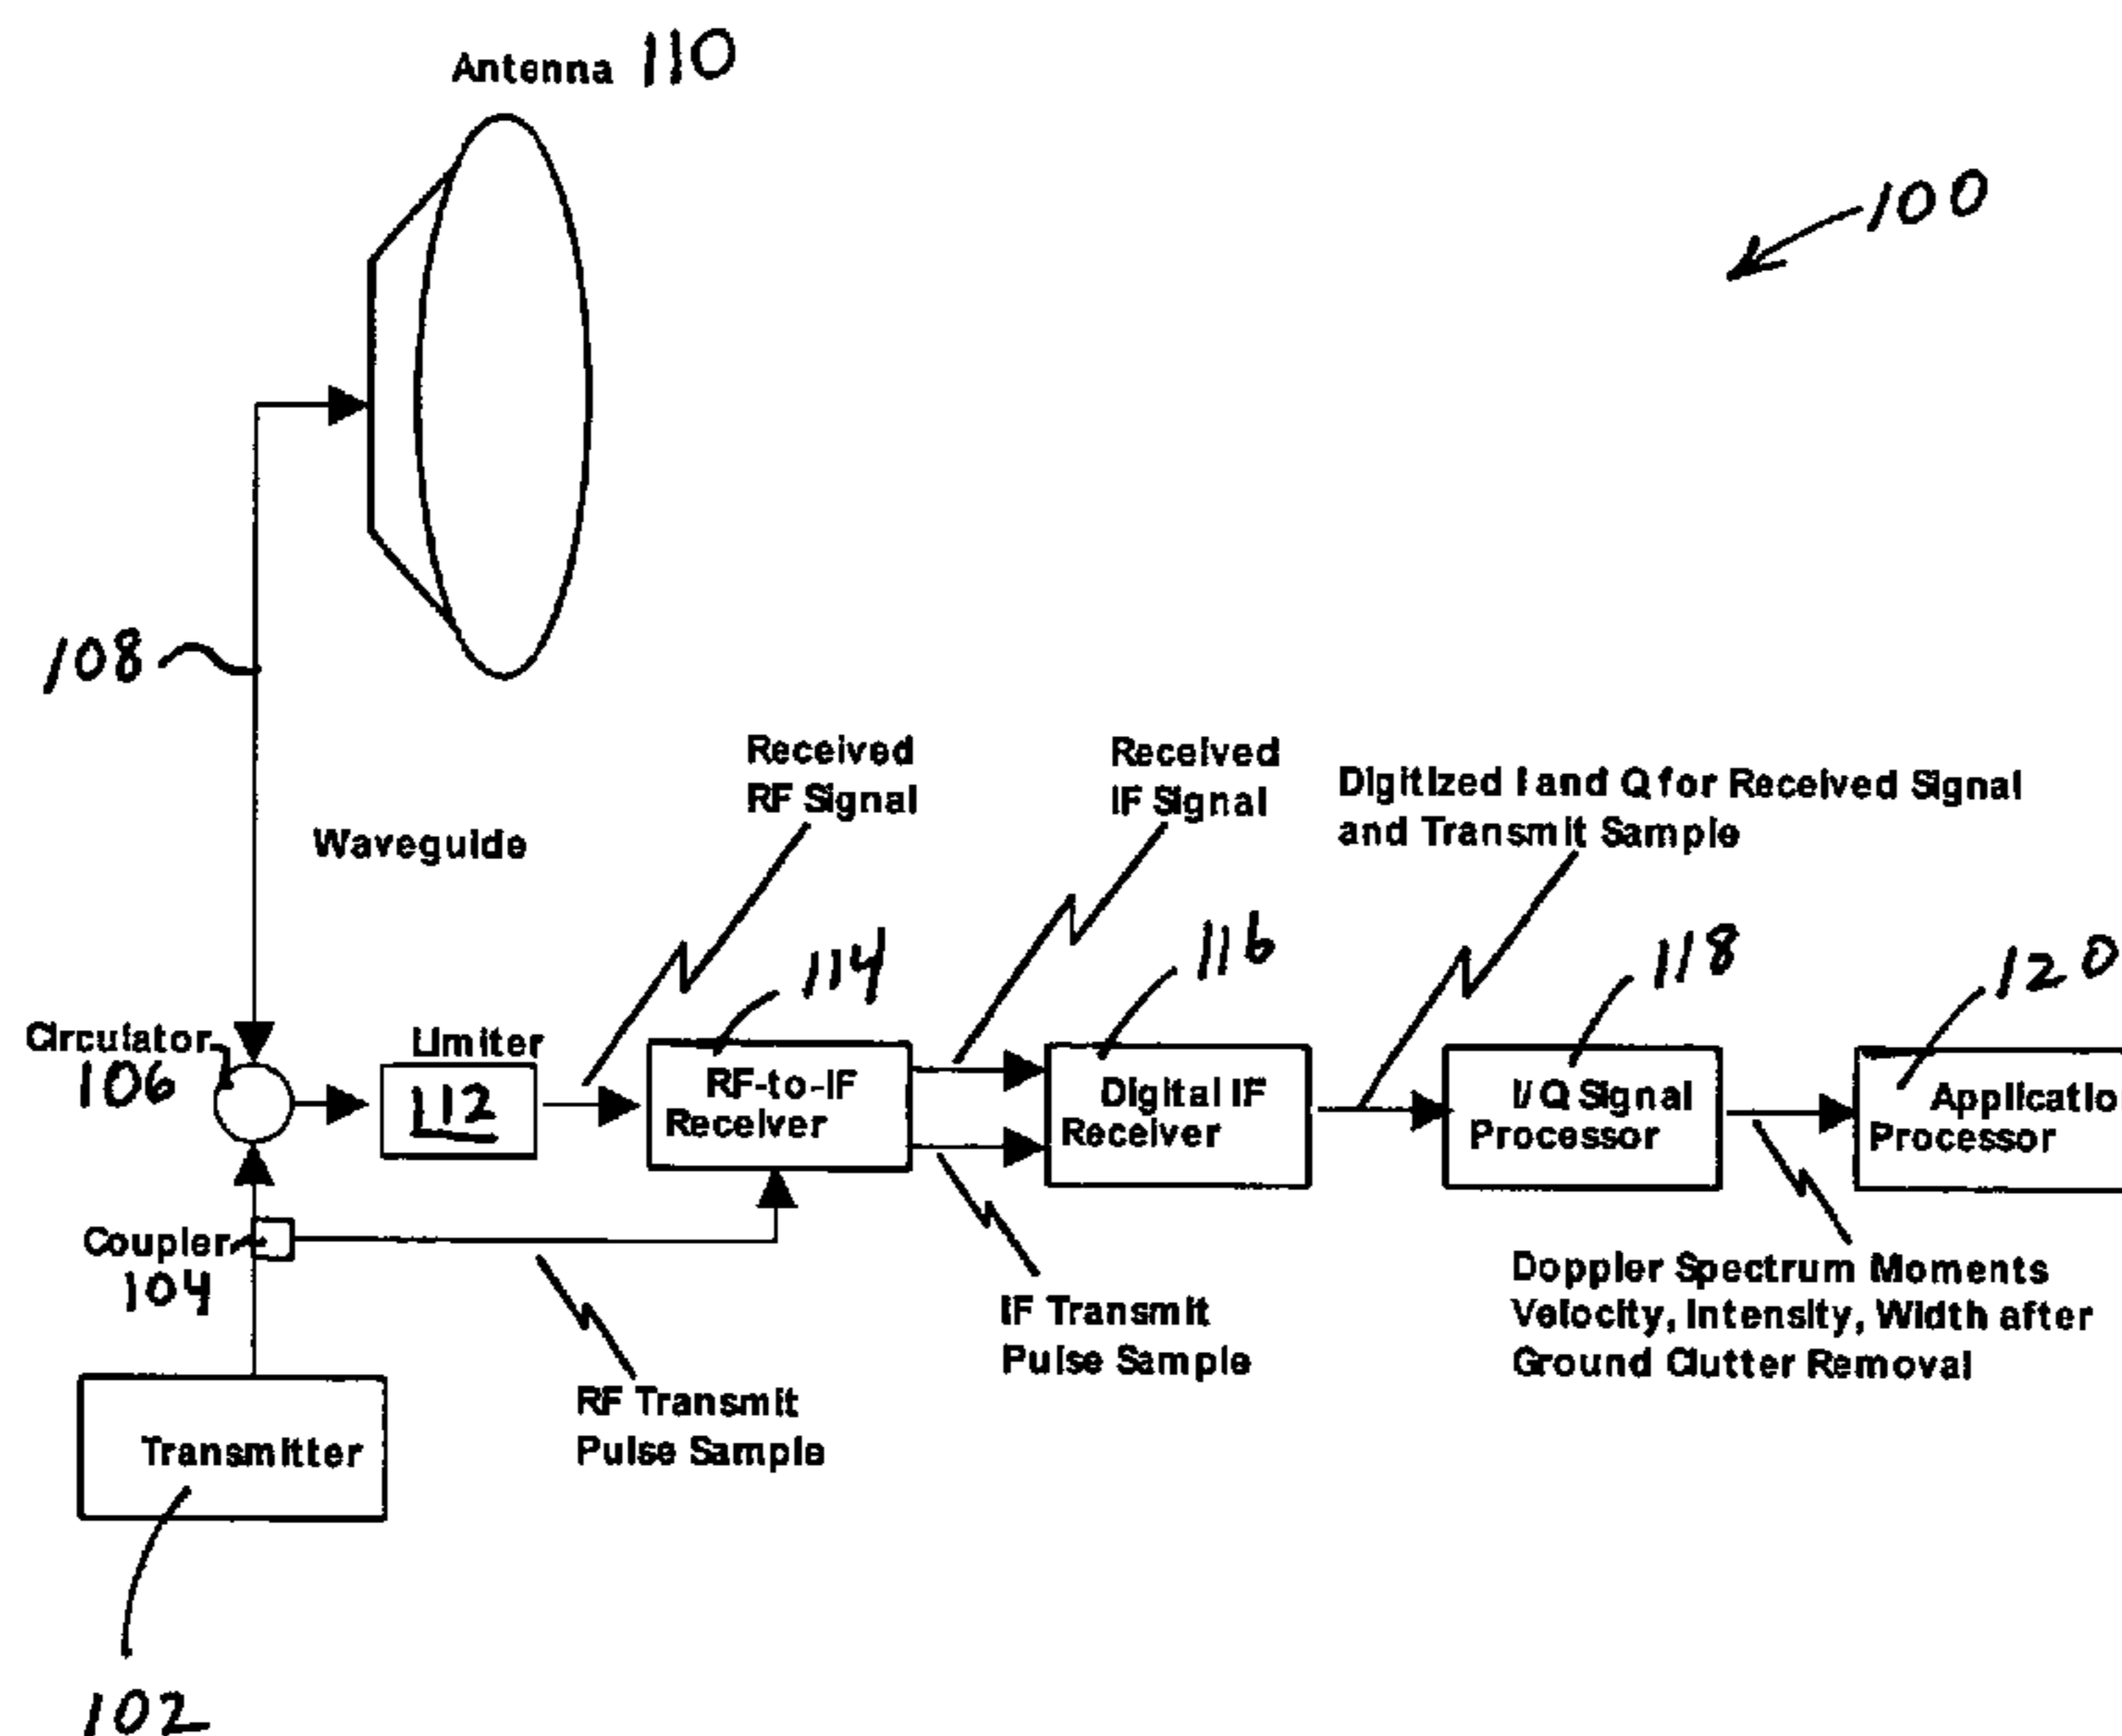 Antenna 110
100
108
Received
RF Signal
Received
IF Signal
Digitized I and Q for Received Signal
and Transmit Sample
Waveguide
114
116
118
120
Circulator
106
Limiter
112
RF-to-IF
Receiver
Digital IF
Receiver
I/Q Signal
Processor
Applicatio
Processor
Coupler
104
Doppler Spectrum Moments
Velocity, Intensity, Width after
Ground Clutter Removal
IF Transmit
Pulse Sample
RF Transmit
Pulse Sample
Transmitter
102